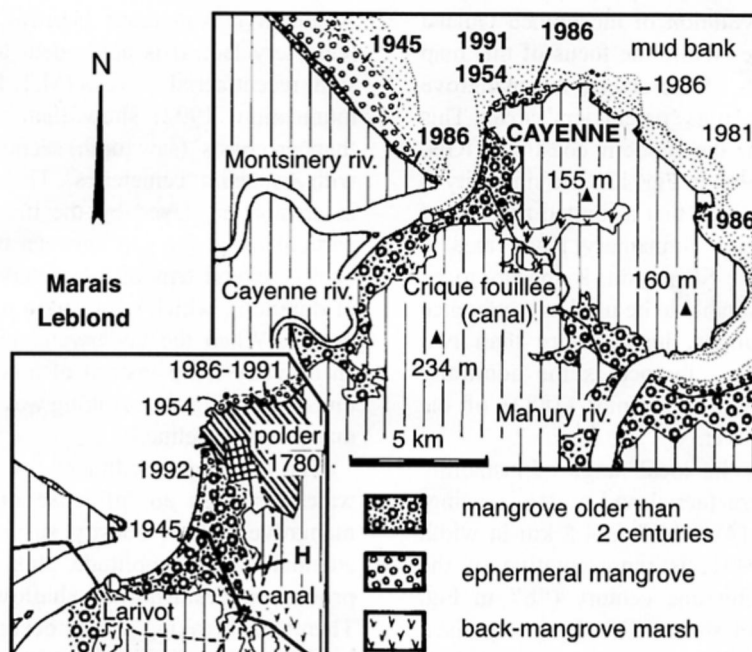 N
1945
1991
1954
1986
mud bank
1986
1986
CAYENNE
1981
Montsinery riv.
155 m
1986
Marais
Leblond
Cayenne riv.
Crique fouillée
(canal)
160 m
234 m
Mahury riv.
5 km
1986-1991
1954
polder
1780
1992
1945
H
canal
Larivot
mangrove older than
2 centuries
ephemeral mangrove
back-mangrove marsh